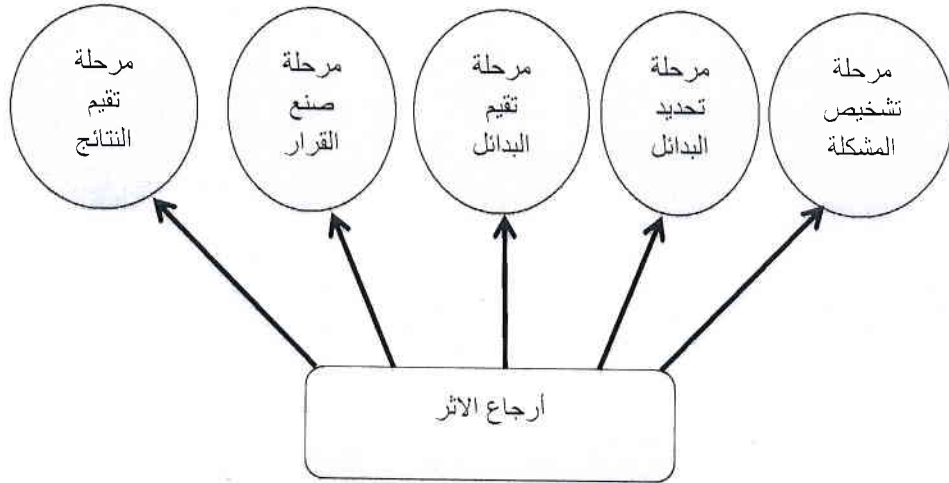 مرحلة
تشخيص
المشكلة
مرحلة
تحديد
البدائل
مرحلة
تقيم
البدائل
مرحلة
صنع
القرار
مرحلة
تقيم
النتائج
أرجاع الاثر